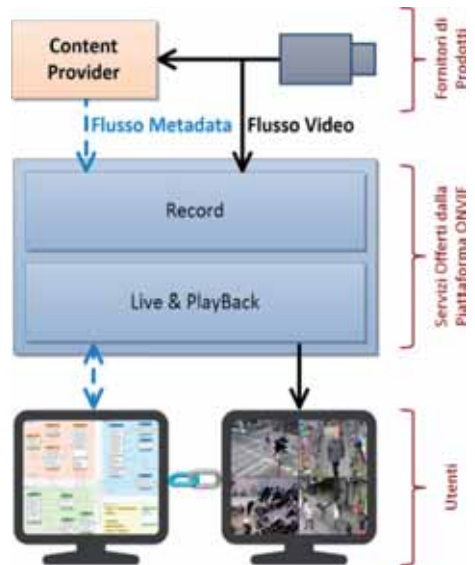 Content
Provider
Fornitori di
Prodotti
Flusso Metadata
Flusso Video
Record
Live & PlayBack
Servizi Offerti dalla
Piattaforma ONVIF
Utenti